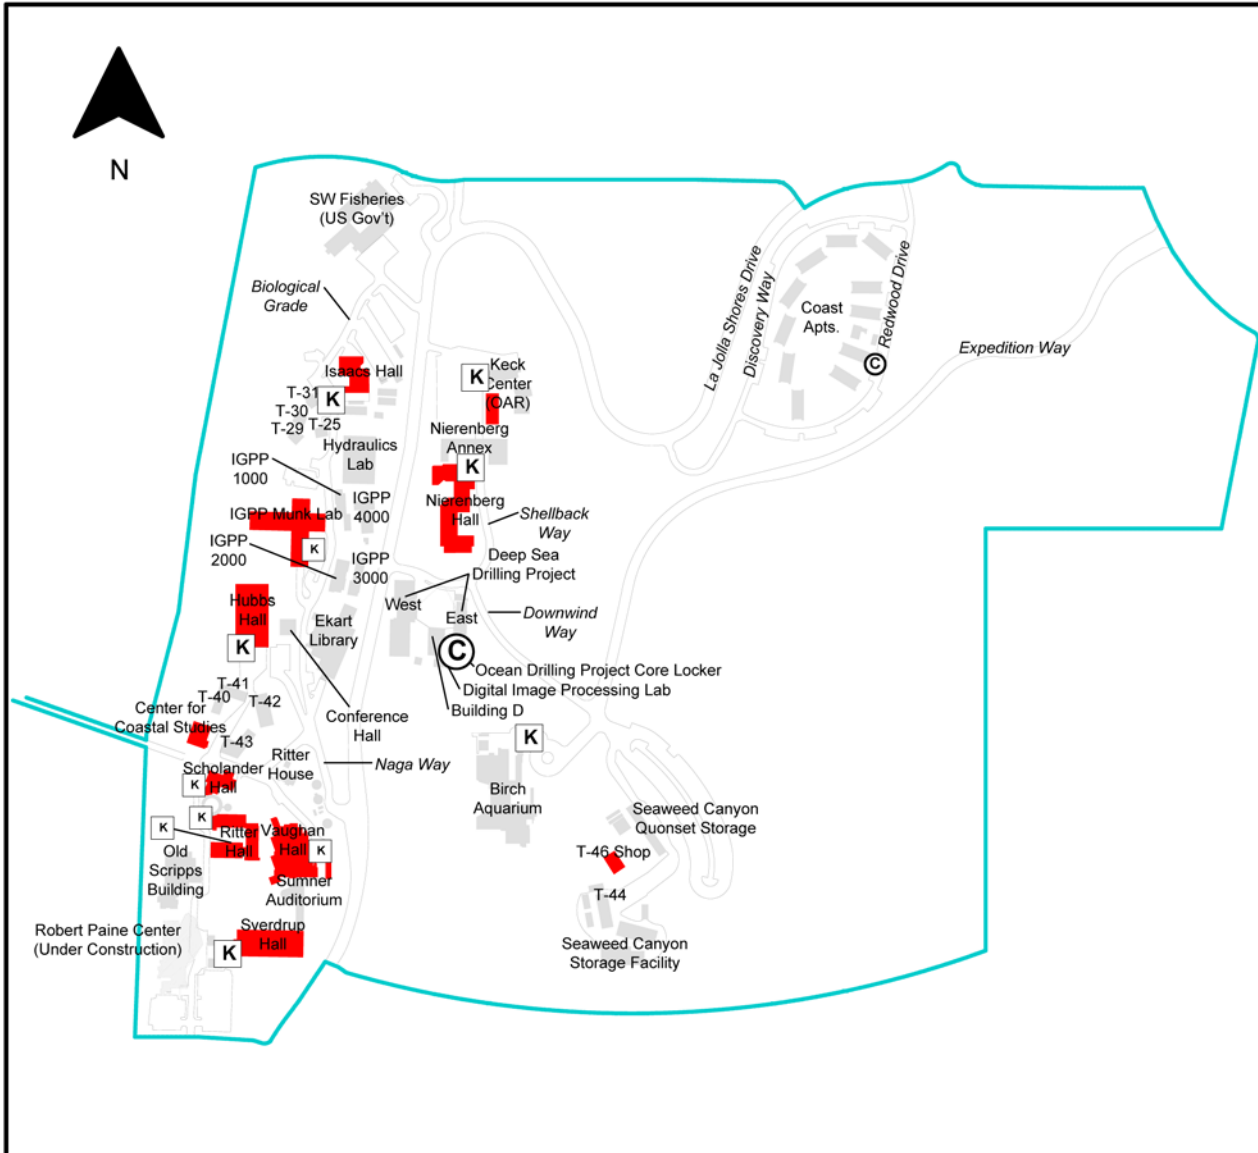 N
SW Fisheries
(US Gov't)
Biological
Grade
La Jolla Shores Drive
Discovery Way
Redwood Drive
Coast
Apts.
C
Expedition Way
Isaacs Hall
K
T-31
T-30
T-29
T-25
K
Keck
Center
(OAR)
Hydraulics
Lab
Nierenberg
Annex
K
Nierenberg
Hall
IGPP
1000
IGPP
4000
IGPP Munk Lab
K
IGPP
2000
IGPP
3000
Shellback
Way
Deep Sea
Drilling Project
West
East
Downwind
Way
Hubbs
Hall
K
Ekart
Library
C
Ocean Drilling Project Core Locker
Digital Image Processing Lab
Building D
T-41
T-40
T-42
Center for
Coastal Studies
T-43
Conference
Hall
Ritter
House
Naga Way
K
Birch
Aquarium
Scholander
Hall
K
K
K
Ritter
Hall
Vaughan
Hall
K
Sumner
Auditorium
Old
Scripps
Building
Seaweed Canyon
Quonset Storage
T-46 Shop
T-44
Seaweed Canyon
Storage Facility
Robert Paine Center
(Under Construction)
Sverdrup
Hall
K